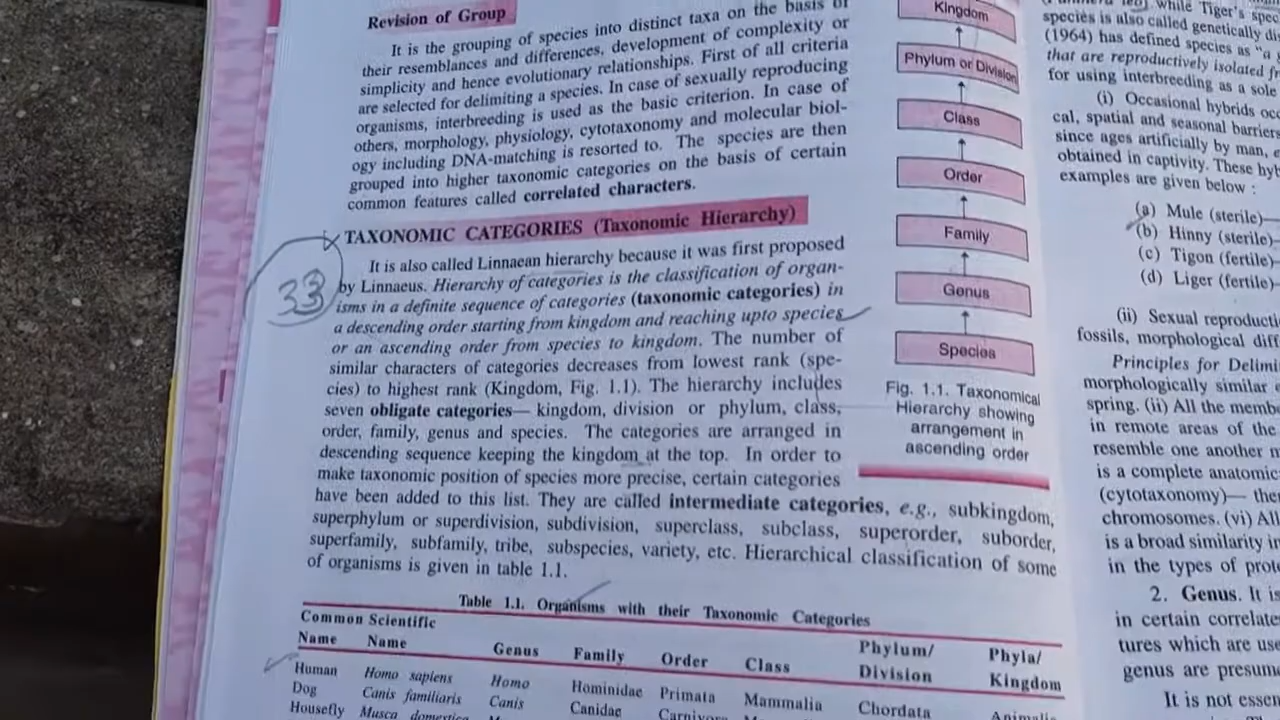 Revision of Group
It is the grouping of species into distinct taxa on the basis of
their resemblances and differences, development of complexity or
simplicity and hence evolutionary relationships. First of all criteria
are selected for delimiting a species. In case of sexually reproducing
organisms, interbreeding is used as the basic criterion. In case of
others, morphology, physiology, cytotaxonomy and molecular biol-
ogy including DNA-matching is resorted to. The species are then
grouped into higher taxonomic categories on the basis of certain
common features called correlated characters.
TAXONOMIC CATEGORIES (Taxonomic Hierarchy)
33
It is also called Linnaean hierarchy because it was first proposed
by Linnaeus. Hierarchy of categories is the classification of organ-
isms in a definite sequence of categories (taxonomic categories) in
a descending order starting from kingdom and reaching upto species
or an ascending order from species to kingdom. The number of
similar characters of categories decreases from lowest rank (spe-
cies) to highest rank (Kingdom, Fig. 1.1). The hierarchy includes
seven obligate categories— kingdom, division or phylum, class,
order, family, genus and species. The categories are arranged in
descending sequence keeping the kingdom at the top. In order to
make taxonomic position of species more precise, certain categories
have been added to this list. They are called intermediate categories, e.g., subkingdom,
superphylum or superdivision, subdivision, superclass, subclass, superorder, suborder,
superfamily, subfamily, tribe, subspecies, variety, etc. Hierarchical classification of some
of organisms is given in table 1.1.
Kingdom
Phylum or Division
Class
Order
Family
Genus
Species
Fig. 1.1. Taxonomical
Hierarchy showing
arrangement in
ascending order
Table 1.1. Organisms with their Taxonomic Categories
Common Scientific
Name Name Genus Family Order Class Phylum/ Division Phyla/ Kingdom
Human Homo sapiens Homo Hominidae Primata Mammalia Chordata
Dog Canis familiaris Canis Canidae
Housefly Musca
while Tiger's
species is also called genetically
(1964) has defined species as "a
that are reproductively isolated
for using interbreeding as a sole
(i) Occasional hybrids
cal, spatial and seasonal
since ages artificially by man,
obtained in captivity. These
examples are given below :
(a) Mule (sterile)—
(b) Hinny (sterile)—
(c) Tigon (fertile)—
(d) Liger (fertile)—
(ii) Sexual
fossils, morphological
Principles for
morphologically similar
spring. (ii) All the
in remote areas of the
resemble one another
is a complete
(cytotaxonomy)—
chromosomes. (vi) All
is a broad similarity
in the types of
2. Genus. It is
in certain
tures which are
genus are
It is not